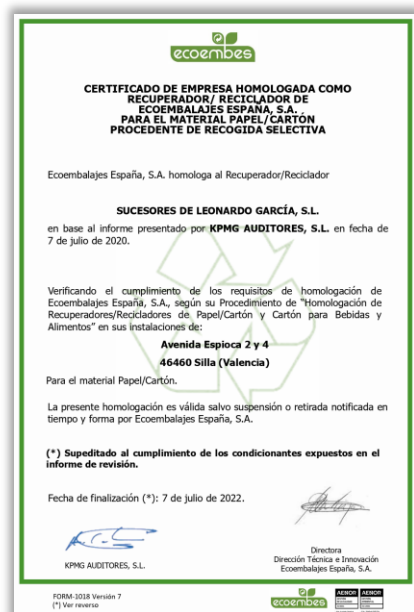 ecoembes
CERTIFICADO DE EMPRESA HOMOLOGADA COMO
RECUPERADOR/ RECICLADOR DE
ECOEMBALAJES ESPAÑA, S.A.
PARA EL MATERIAL PAPEL/CARTÓN
PROCEDENTE DE RECOGIDA SELECTIVA
Ecoembalajes España, S.A. homologa al Recuperador/Reciclador
SUCESORES DE LEONARDO GARCÍA, S.L.
en base al informe presentado por KPMG AUDITORES, S.L. en fecha de
7 de julio de 2020.
Verificando el cumplimiento de los requisitos de homologación de
Ecoembalajes España, S.A., según su Procedimiento de "Homologación de
Recuperadores/Recicladores de Papel/Cartón y Cartón para Bebidas y
Alimentos" en sus instalaciones de:
Avenida Espioca 2 y 4
46460 Silla (Valencia)
Para el material Papel/Cartón.
La presente homologación es válida salvo suspensión o retirada notificada en
tiempo y forma por Ecoembalajes España, S.A.
(*) Supeditado al cumplimiento de los condicionantes expuestos en el
informe de revisión.
Fecha de finalización (*): 7 de julio de 2022.
KPMG AUDITORES, S.L.
Directora
Dirección Técnica e Innovación
Ecoembalajes España, S.A.
FORM-1018 Versión 7
(*) Ver reverso
ecoembes
AENOR
AENOR